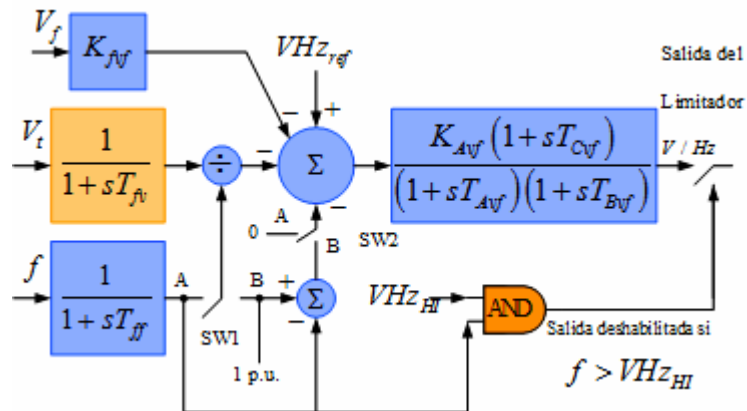 V_f
K_fvf
VHz_ref
Salida del
Limitador
V / Hz
V_t
1
1 + sT_fv
÷
Σ
K_Avf (1 + sT_Cvf)
(1 + sT_Avf)(1 + sT_Bvf)
0
A
B
SW2
f
1
1 + sT_ff
A
SW1
B
Σ
1 p.u.
VHz_HI
AND
Salida deshabilitada si
f > VHz_HI